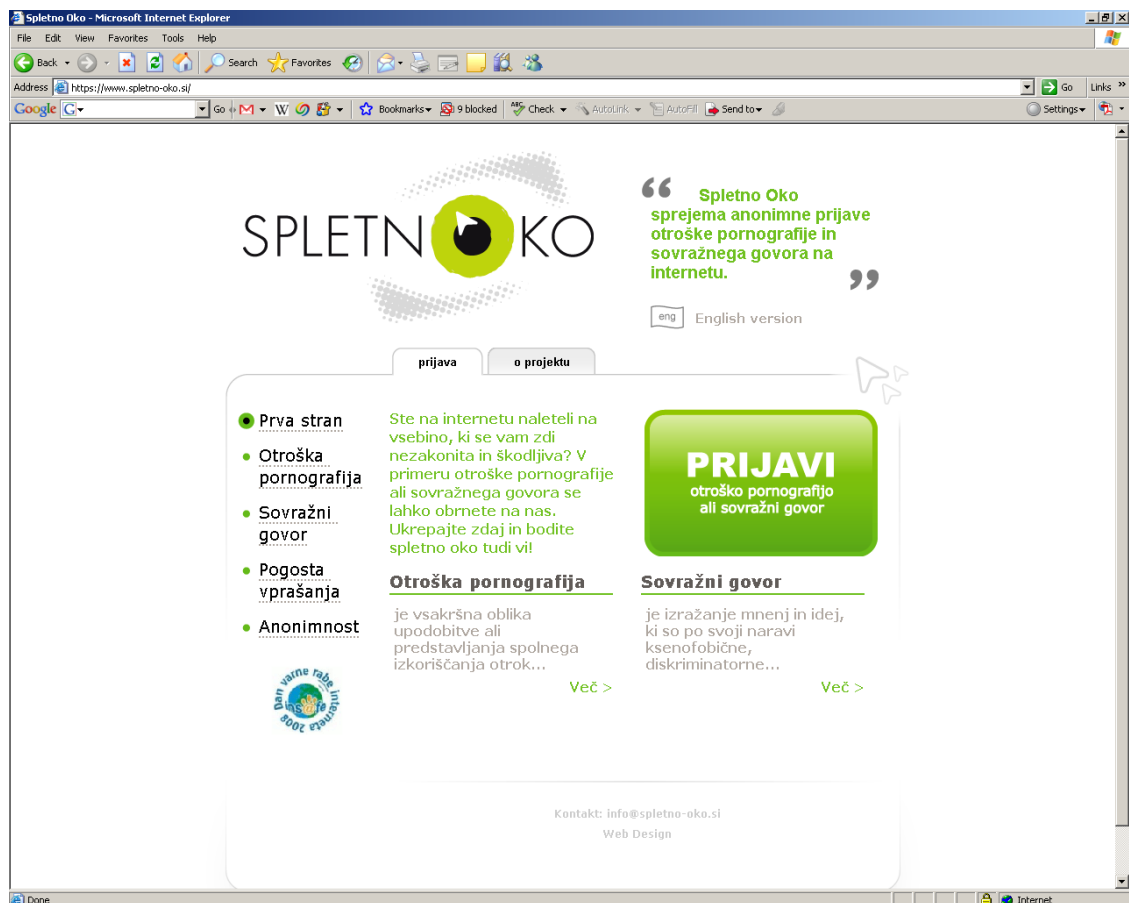 Spletno Oko - Microsoft Internet Explorer
File Edit View Favorites Tools Help
Back Search Favorites
Address https://www.spletno-oko.si/ Go Links »
Google G Go M W Bookmarks 9 blocked ABC Check AutoLink AutoFill Send to Settings
SPLETNOKO
“ Spletno Oko
sprejema anonimne prijave
otroške pornografije in
sovražnega govora na
internetu. ”
eng English version
prijava o projektu
Prva stran
Otroška
pornografija
Sovražni
govor
Pogosta
vprašanja
Anonimnost
Dan varne rabe interneta 2008
insafe
Ste na internetu naleteli na
vsebino, ki se vam zdi
nezakonita in škodljiva? V
primeru otroške pornografije
ali sovražnega govora se
lahko obrnete na nas.
Ukrepajte zdaj in bodite
spletno oko tudi vi!
PRIJAVI
otroško pornografijo
ali sovražni govor
Otroška pornografija
je vsakršna oblika
upodobitve ali
predstavljanja spolnega
izkoriščanja otrok...
Več >
Sovražni govor
je izražanje mnenj in idej,
ki so po svoji naravi
ksenofobične,
diskriminatorne...
Več >
Kontakt: info@spletno-oko.si
Web Design
Done Internet